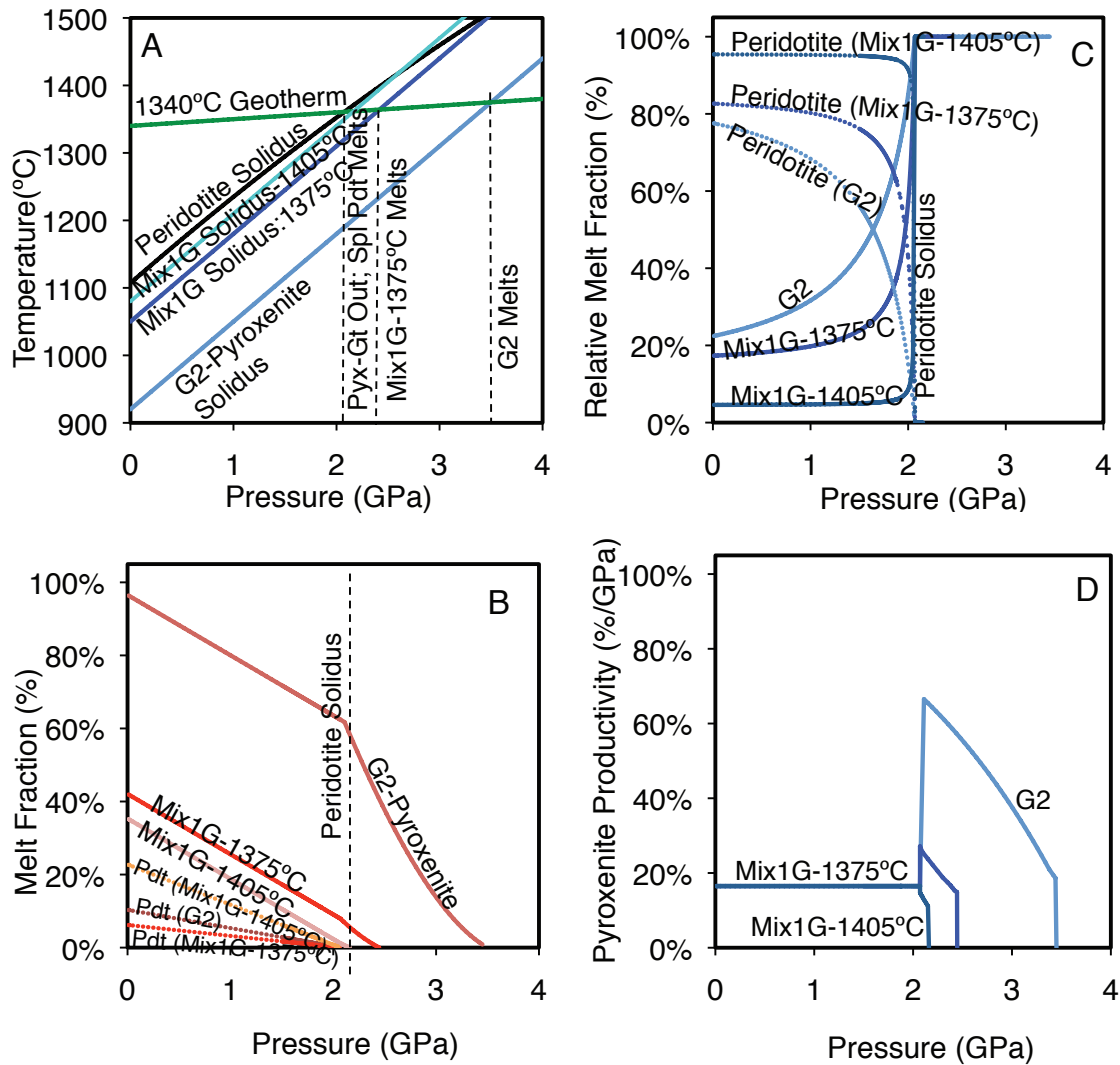 A
1500
1400
1300
1200
1100
1000
900
Temperature(ºC)
1340ºC Geotherm
Peridotite Solidus
Mix1G Solidus-1405ºC
Mix1G Solidus:1375ºC
G2-Pyroxenite
Solidus
Pyx-Gt Out; Spl Pdt Melts
Mix1G-1375ºC Melts
G2 Melts
0
1
2
3
4
Pressure (GPa)
C
100%
80%
60%
40%
20%
0%
Relative Melt Fraction (%)
Peridotite (Mix1G-1405ºC)
Peridotite (Mix1G-1375ºC)
Peridotite (G2)
G2
Mix1G-1375ºC
Mix1G-1405ºC
Peridotite Solidus
0
1
2
3
4
Pressure (GPa)
B
100%
80%
60%
40%
20%
0%
Melt Fraction (%)
Peridotite Solidus
G2-Pyroxenite
Mix1G-1375ºC
Mix1G-1405ºC
Pdt (Mix1G-1405ºC)
Pdt (G2)
Pdt (Mix1G-1375ºC)
0
1
2
3
4
Pressure (GPa)
D
100%
80%
60%
40%
20%
0%
Pyroxenite Productivity (%/GPa)
G2
Mix1G-1375ºC
Mix1G-1405ºC
0
1
2
3
4
Pressure (GPa)